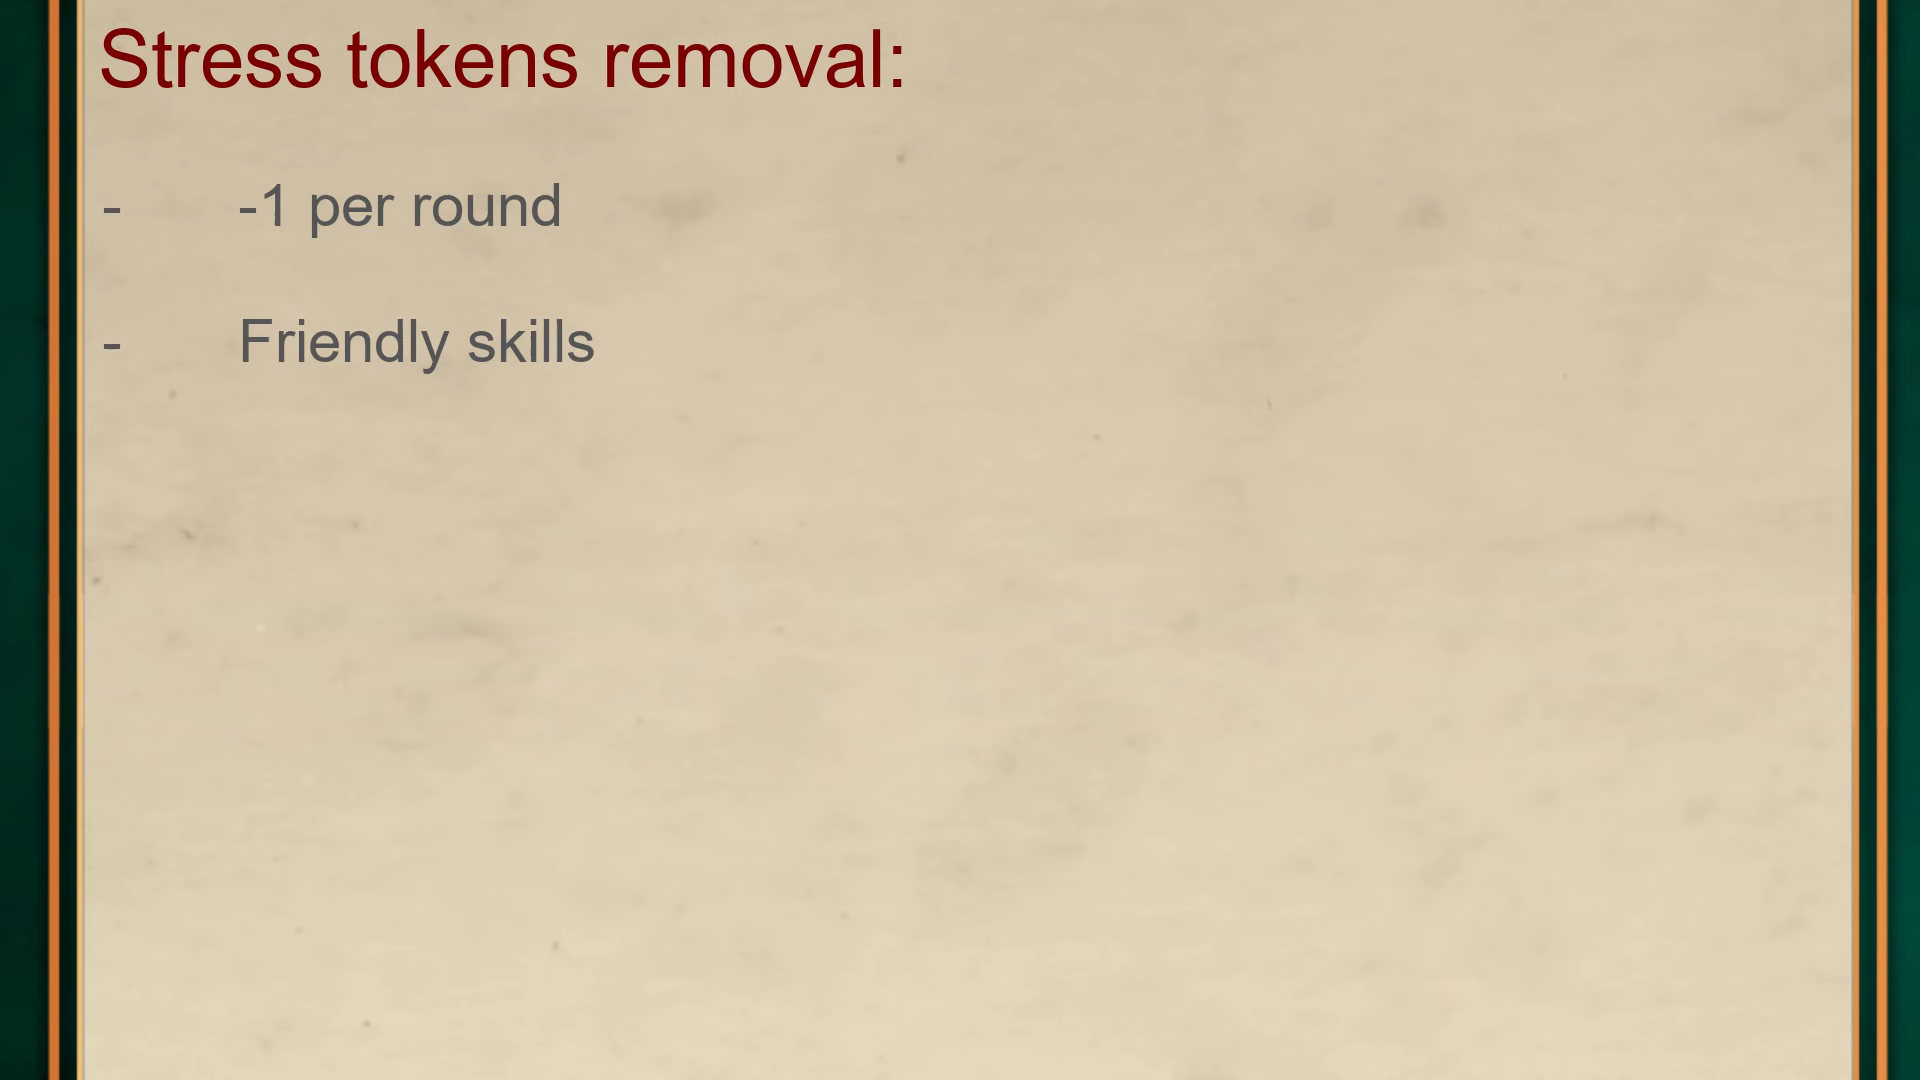 Stress tokens removal:
- -1 per round
- Friendly skills